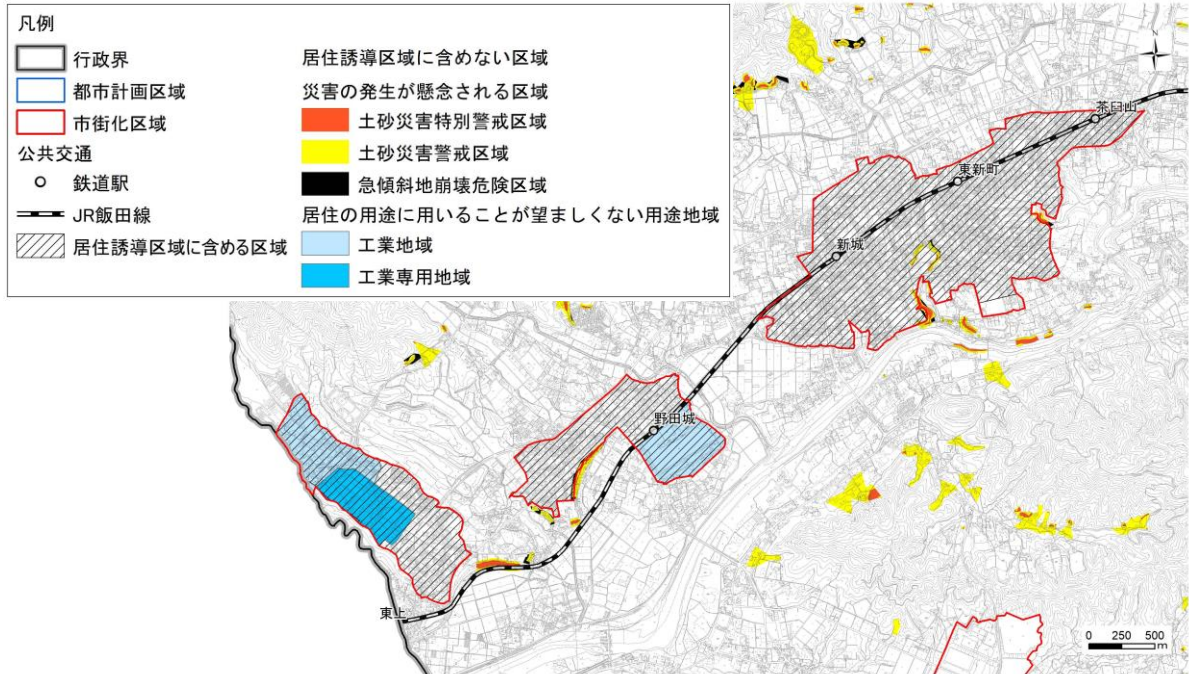 凡例
行政界
都市計画区域
市街化区域
公共交通
鉄道駅
JR飯田線
居住誘導区域に含める区域
居住誘導区域に含めない区域
災害の発生が懸念される区域
土砂災害特別警戒区域
土砂災害警戒区域
急傾斜地崩壊危険区域
居住の用途に用いることが望ましくない用途地域
工業地域
工業専用地域
N
茶臼山
東新町
新城
野田城
東上
0 250 500
m